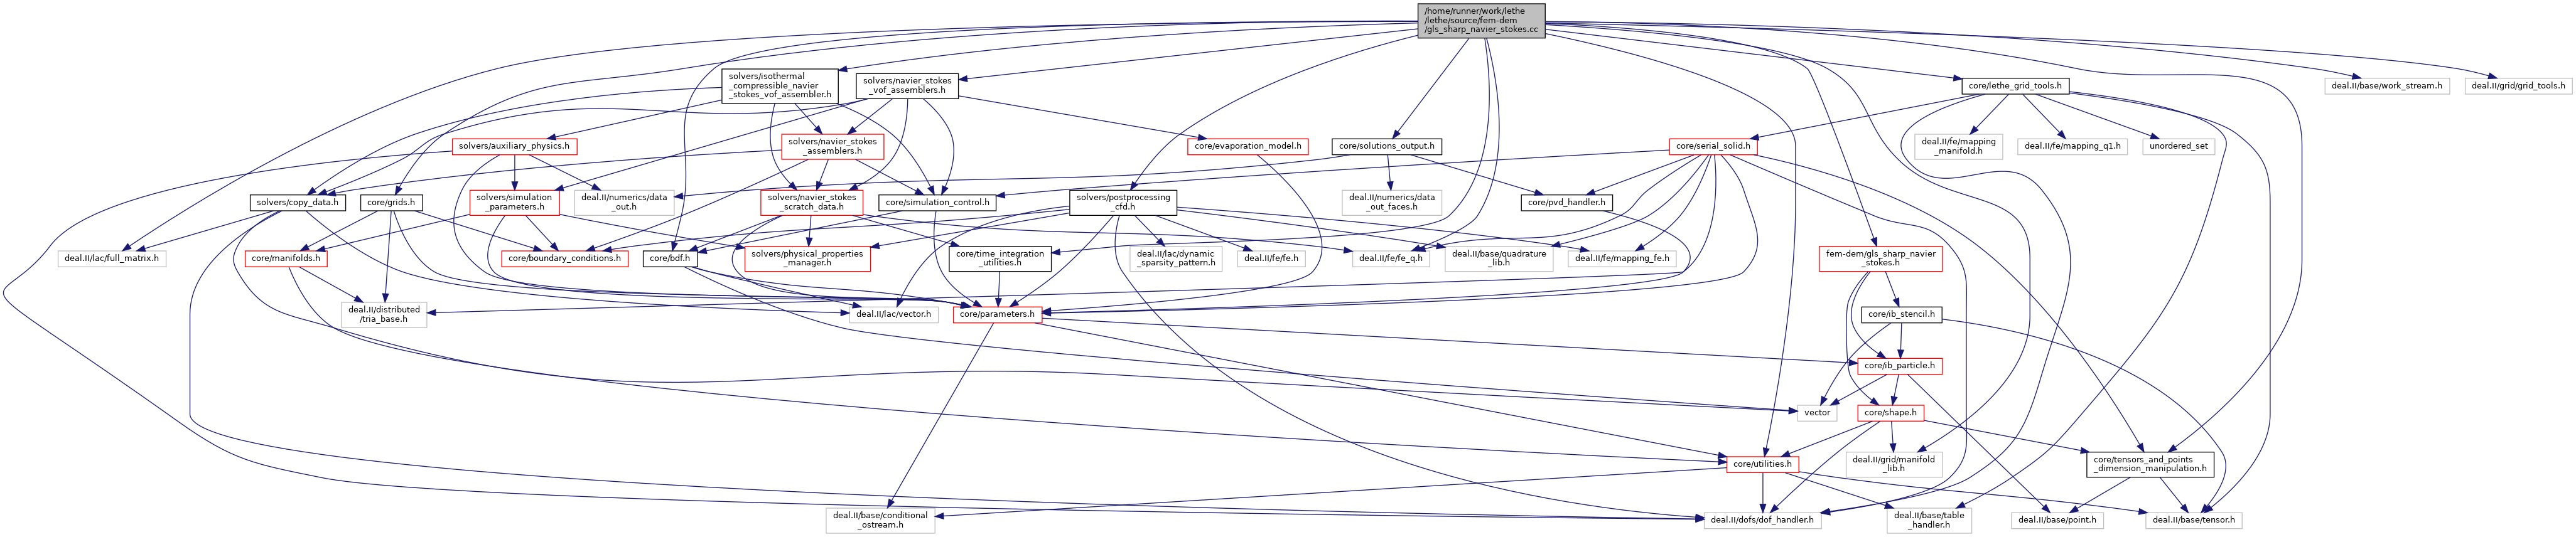 /home/runner/work/lethe
/lethe/source/fem-dem
/gls_sharp_navier_stokes.cc
solvers/isothermal
_compressible_navier
_stokes_vof_assembler.h
solvers/navier_stokes
_vof_assemblers.h
core/lethe_grid_tools.h
deal.II/base/work_stream.h
deal.II/grid/grid_tools.h
solvers/auxiliary_physics.h
solvers/navier_stokes
_assemblers.h
core/evaporation_model.h
core/solutions_output.h
core/serial_solid.h
deal.II/fe/mapping
_manifold.h
deal.II/fe/mapping_q1.h
unordered_set
solvers/copy_data.h
core/grids.h
solvers/simulation
_parameters.h
deal.II/numerics/data
_out.h
solvers/navier_stokes
_scratch_data.h
core/simulation_control.h
solvers/postprocessing
_cfd.h
deal.II/numerics/data
_out_faces.h
core/pvd_handler.h
deal.II/lac/full_matrix.h
core/manifolds.h
core/boundary_conditions.h
core/bdf.h
solvers/physical_properties
_manager.h
core/time_integration
_utilities.h
deal.II/lac/dynamic
_sparsity_pattern.h
deal.II/fe/fe.h
deal.II/fe/fe_q.h
deal.II/base/quadrature
_lib.h
deal.II/fe/mapping_fe.h
fem-dem/gls_sharp_navier
_stokes.h
deal.II/distributed
/tria_base.h
deal.II/lac/vector.h
core/parameters.h
core/ib_stencil.h
core/ib_particle.h
vector
core/shape.h
core/utilities.h
deal.II/grid/manifold
_lib.h
core/tensors_and_points
_dimension_manipulation.h
deal.II/base/conditional
_ostream.h
deal.II/dofs/dof_handler.h
deal.II/base/table
_handler.h
deal.II/base/point.h
deal.II/base/tensor.h